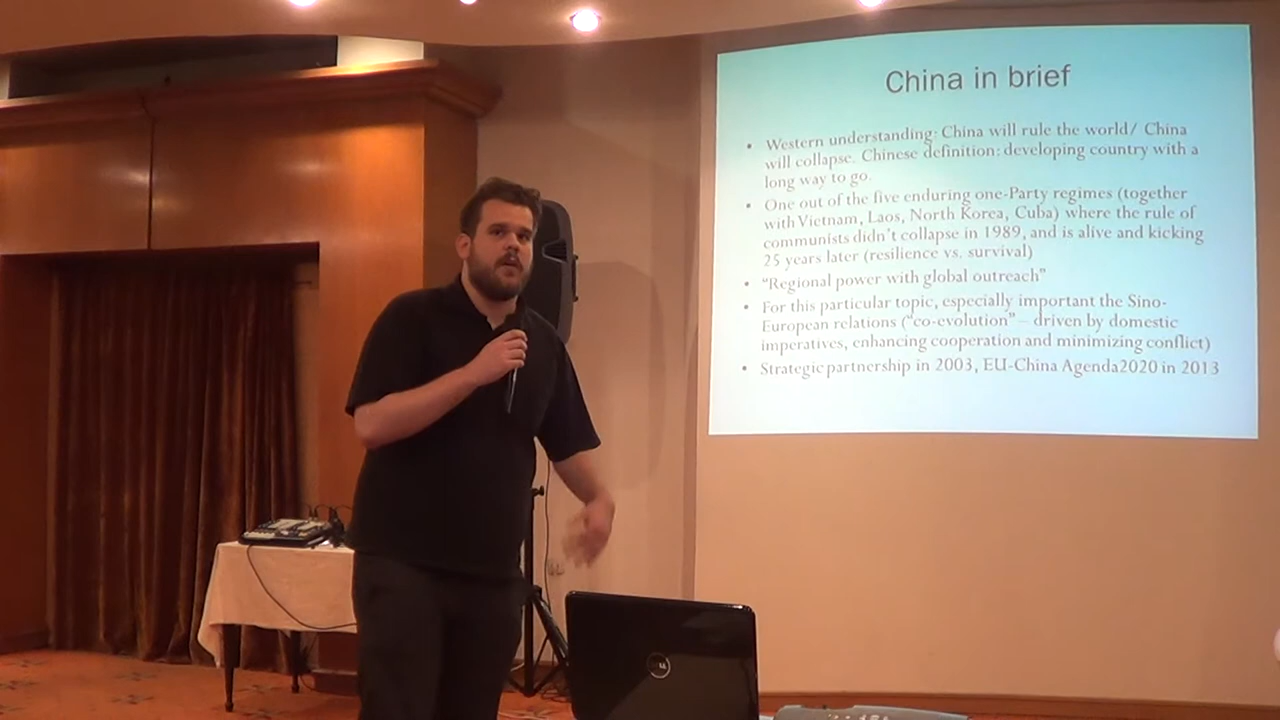 China in brief
• Western understanding: China will rule the world/ China
will collapse. Chinese definition: developing country with a
long way to go.
• One out of the five enduring one-Party regimes (together
with Vietnam, Laos, North Korea, Cuba) where the rule of
communists didn't collapse in 1989, and is alive and kicking
25 years later (resilience vs. survival)
• “Regional power with global outreach”
• For this particular topic, especially important the Sino-
European relations (“co-evolution” – driven by domestic
imperatives, enhancing cooperation and minimizing conflict)
• Strategic partnership in 2003, EU-China Agenda2020 in 2013
DELL